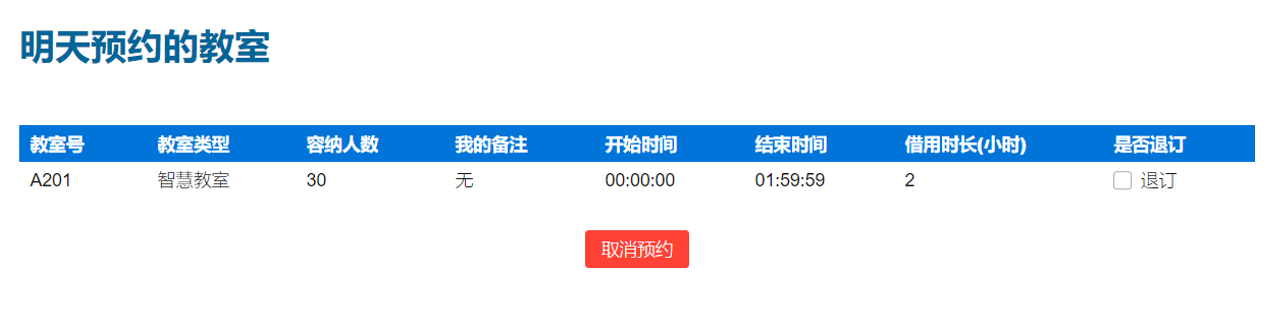 明天预约的教室
教室号 教室类型 容纳人数 我的备注 开始时间 结束时间 借用时长(小时) 是否退订
A201 智慧教室 30 无 00:00:00 01:59:59 2 退订
取消预约